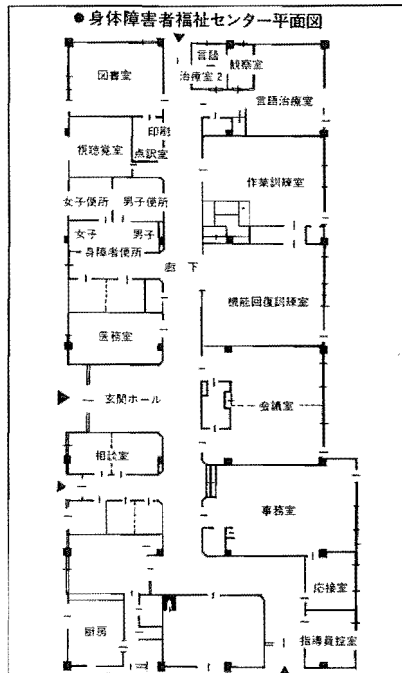 ● 身体障害者福祉センター平面図
図書室
言語
治療室2
観察室
言語治療室
印刷
点訳室
視聴覚室
作業訓練室
女子便所
男子便所
女子
男子
身障者便所
廊下
機能回復訓練室
医務室
玄関ホール
会議室
相談室
事務室
応接室
厨房
指導員控室